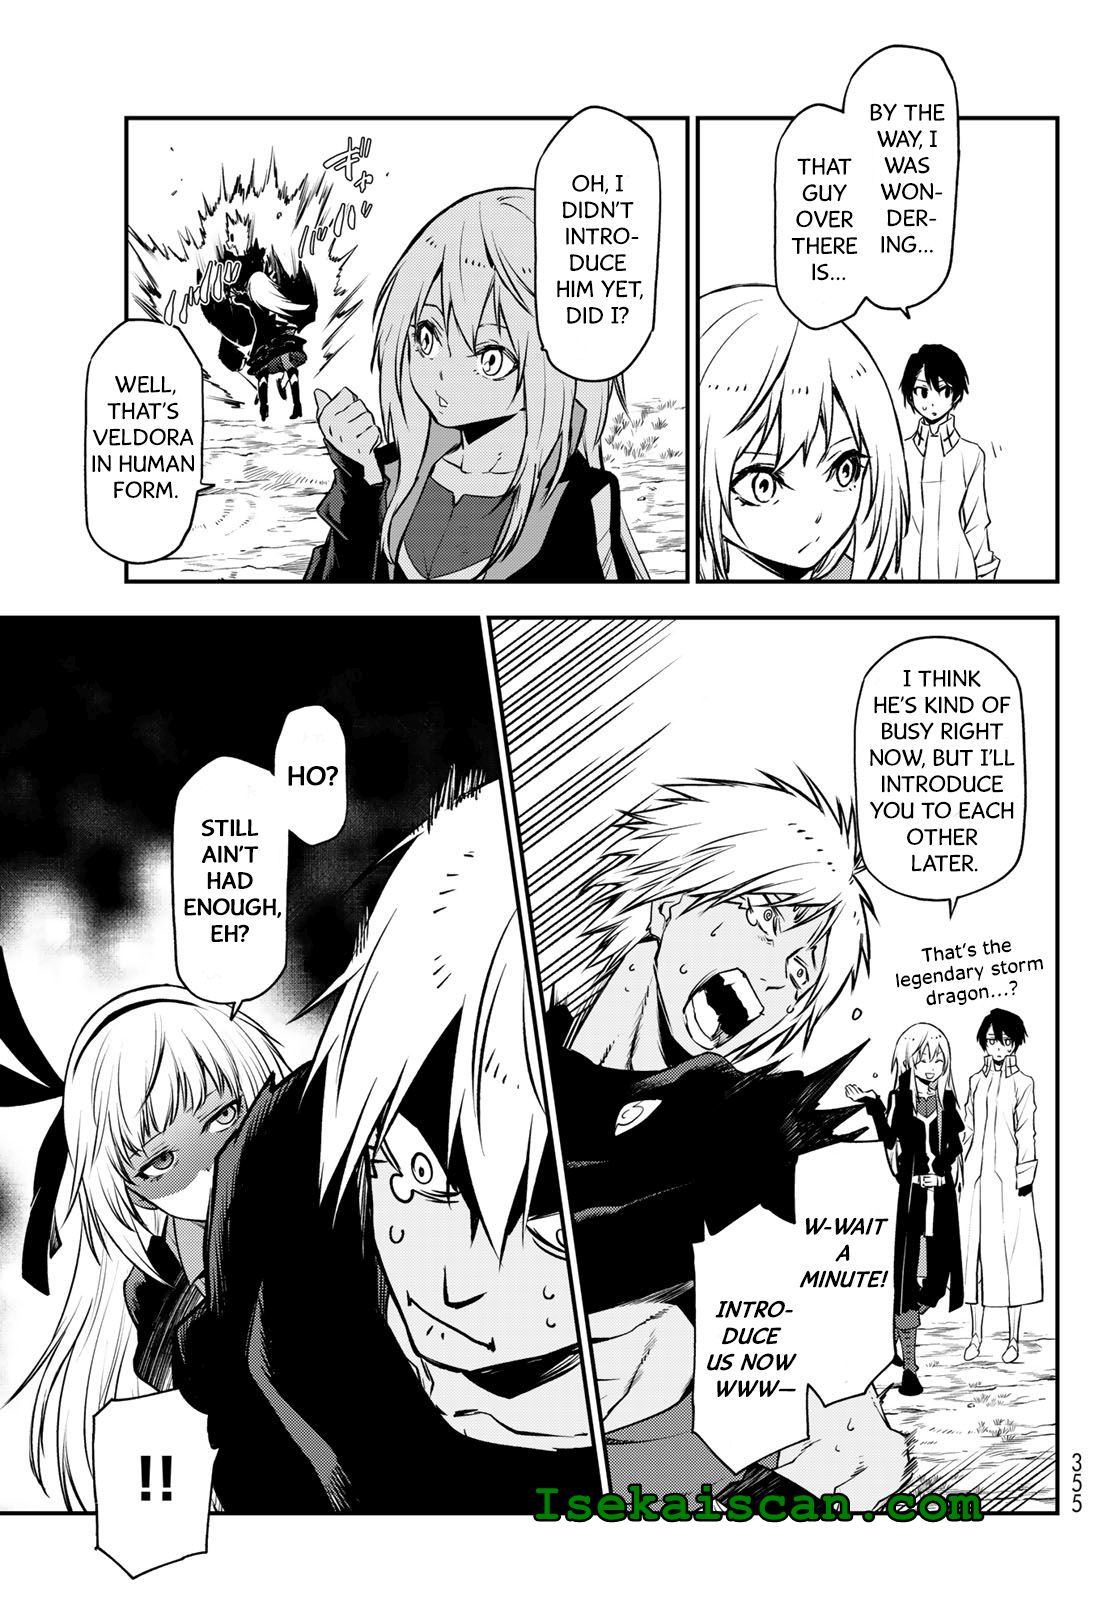 BY THE
WAY, I
WAS
WON-
DER-
ING...
THAT
GUY
OVER
THERE
IS...
OH, I
DIDN'T
INTRO-
DUCE
HIM YET,
DID I?
WELL,
THAT'S
VELDORA
IN HUMAN
FORM.
I THINK
HE'S KIND OF
BUSY RIGHT
NOW, BUT I'LL
INTRODUCE
YOU TO EACH
OTHER
LATER.
That's the
legendary storm
dragon...?
W-WAIT
A
MINUTE!
INTRO-
DUCE
US NOW
WWW—
HO?
STILL
AIN'T
HAD
ENOUGH,
EH?
!!
355
Isekaiscan.com